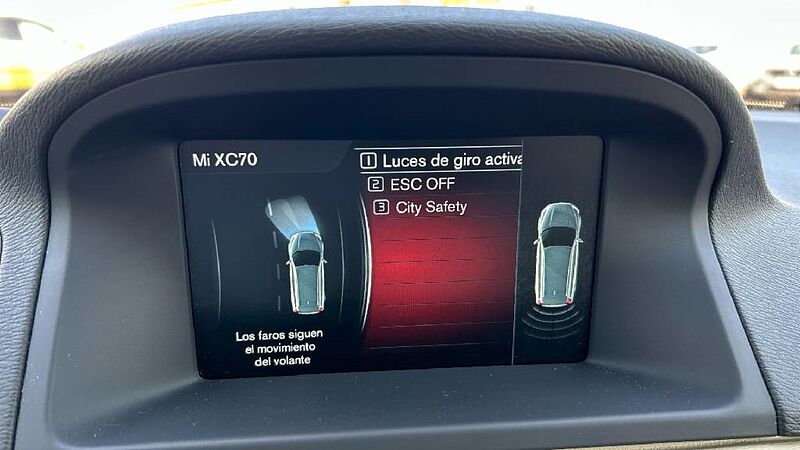 Mi XC70
1 Luces de giro activa
2 ESC OFF
3 City Safety
Los faros siguen
el movimiento
del volante